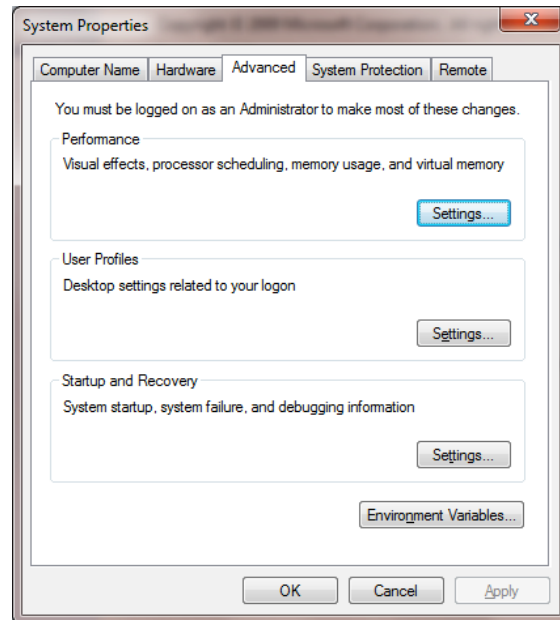 System Properties
Computer Name Hardware Advanced System Protection Remote
You must be logged on as an Administrator to make most of these changes.
Performance
Visual effects, processor scheduling, memory usage, and virtual memory
Settings...
User Profiles
Desktop settings related to your logon
Settings...
Startup and Recovery
System startup, system failure, and debugging information
Settings...
Environment Variables...
OK Cancel Apply